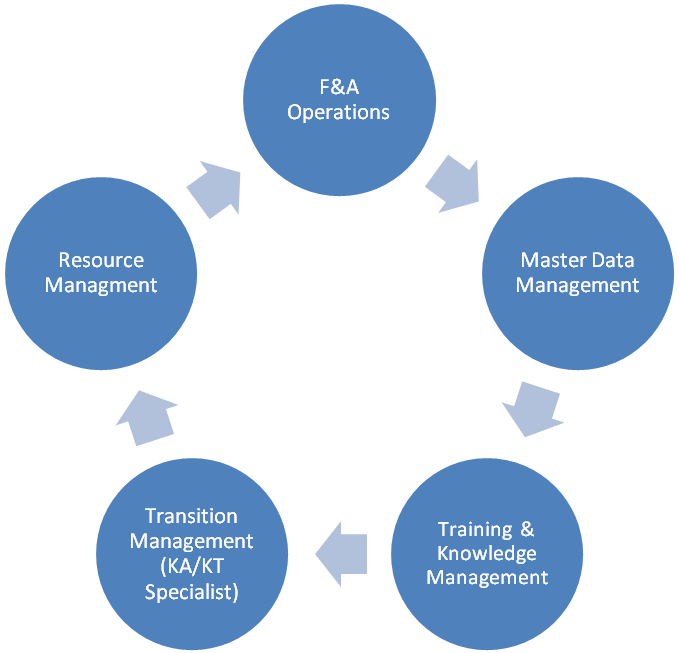 F&A
Operations
Master Data
Management
Training &
Knowledge
Management
Transition
Management
(KA/KT
Specialist)
Resource
Managment